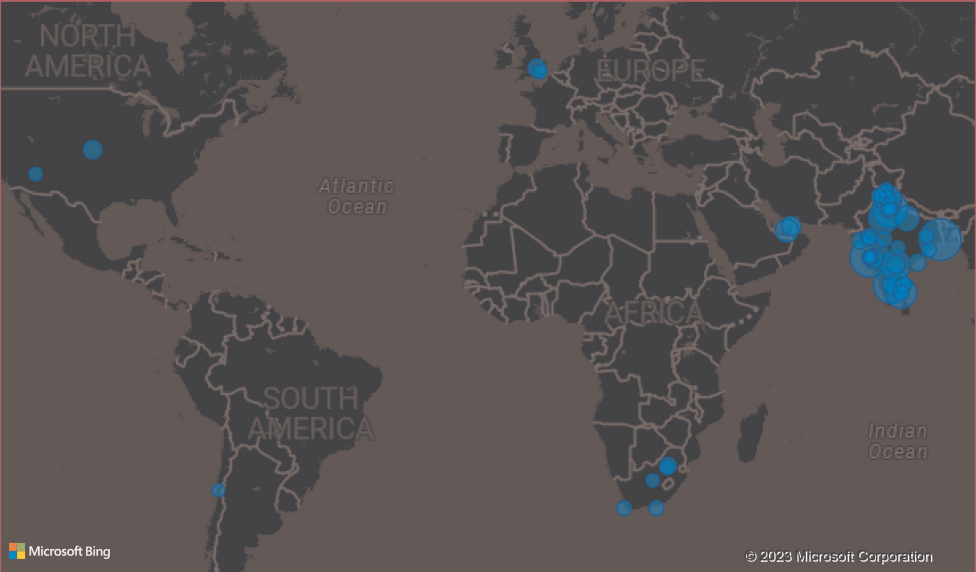 NORTH
AMERICA
EUROPE
Atlantic
Ocean
AFRICA
SOUTH
AMERICA
Indian
Ocean
Microsoft Bing
© 2023 Microsoft Corporation